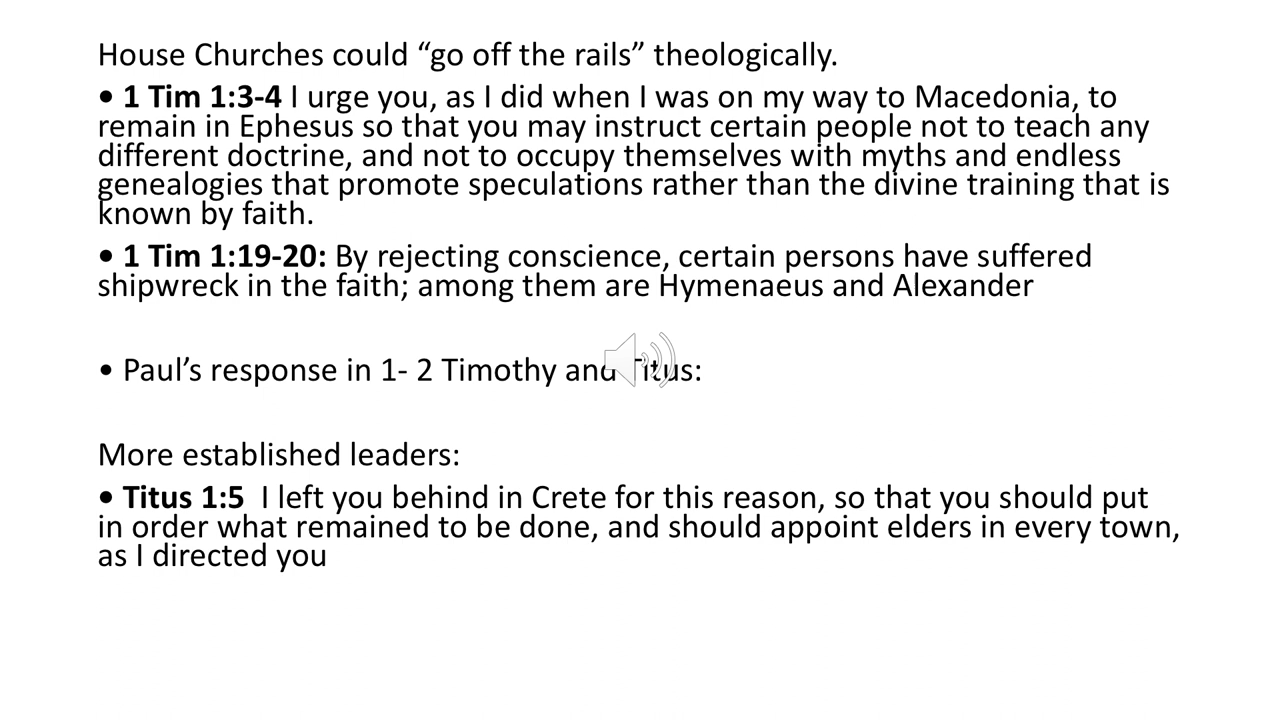 House Churches could “go off the rails” theologically.
• 1 Tim 1:3-4 I urge you, as I did when I was on my way to Macedonia, to
remain in Ephesus so that you may instruct certain people not to teach any
different doctrine, and not to occupy themselves with myths and endless
genealogies that promote speculations rather than the divine training that is
known by faith.
• 1 Tim 1:19-20: By rejecting conscience, certain persons have suffered
shipwreck in the faith; among them are Hymenaeus and Alexander
• Paul’s response in 1- 2 Timothy and Titus:
More established leaders:
• Titus 1:5  I left you behind in Crete for this reason, so that you should put
in order what remained to be done, and should appoint elders in every town,
as I directed you